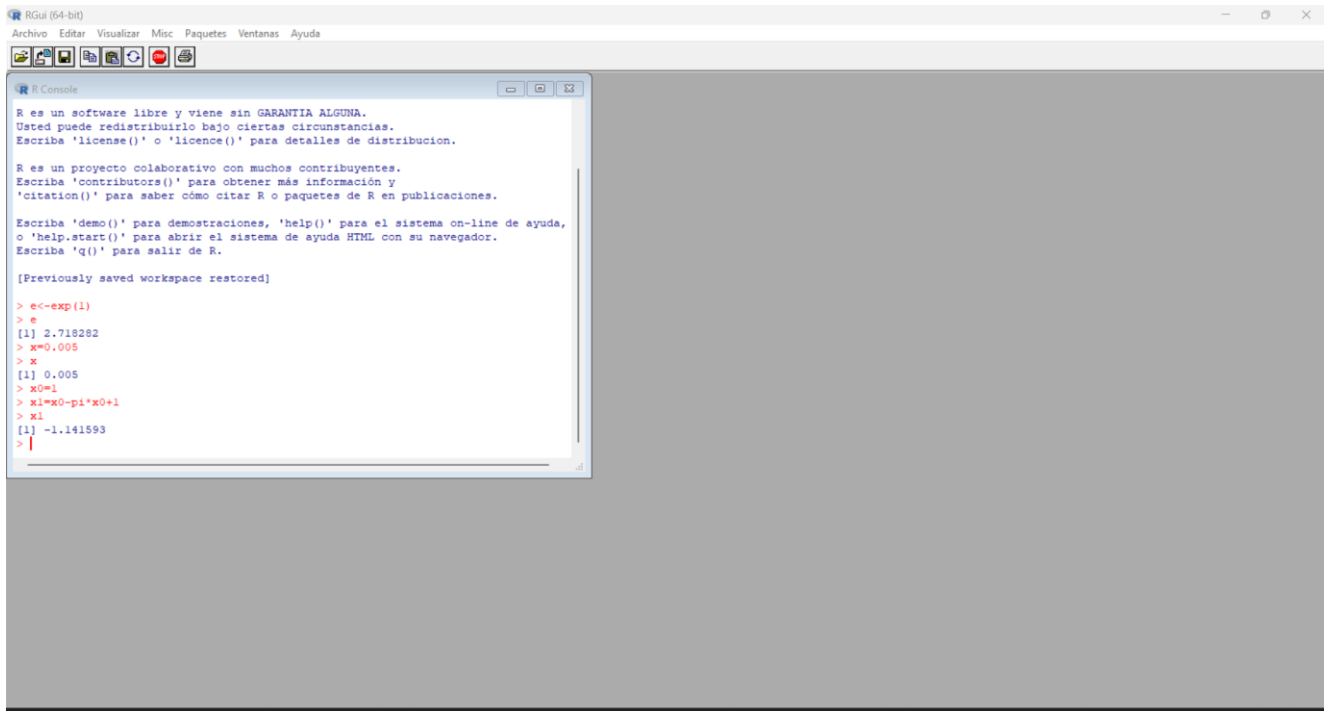 RGui (64-bit)
Archivo Editar Visualizar Misc Paquetes Ventanas Ayuda
STOP
R Console
R es un software libre y viene sin GARANTIA ALGUNA.
Usted puede redistribuirlo bajo ciertas circunstancias.
Escriba 'license()' o 'licence()' para detalles de distribucion.
R es un proyecto colaborativo con muchos contribuyentes.
Escriba 'contributors()' para obtener más información y
'citation()' para saber cómo citar R o paquetes de R en publicaciones.
Escriba 'demo()' para demostraciones, 'help()' para el sistema on-line de ayuda,
o 'help.start()' para abrir el sistema de ayuda HTML con su navegador.
Escriba 'q()' para salir de R.
[Previously saved workspace restored]
> e<-exp(1)
> e
[1] 2.718282
> x=0.005
> x
[1] 0.005
> x0=1
> x1=x0-pi*x0+1
> x1
[1] -1.141593
>